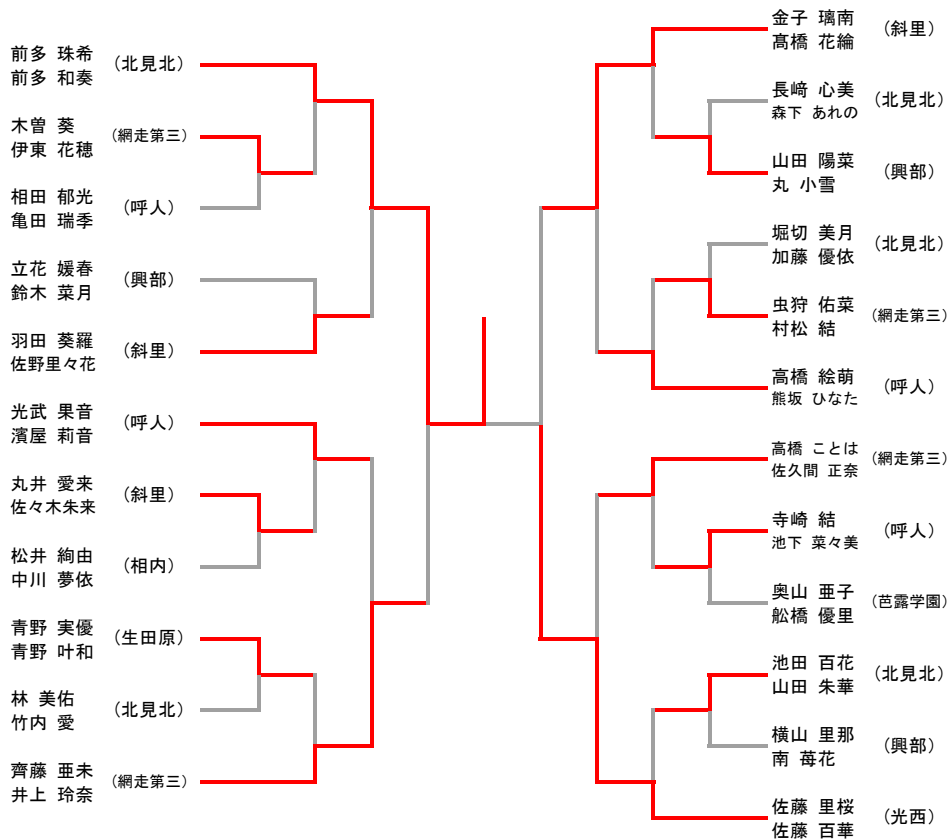 前多 珠希 (北見北)
前多 和奏
木曽 葵 (網走第三)
伊東 花穂
相田 郁光 (呼人)
亀田 瑞季
立花 媛春 (興部)
鈴木 菜月
羽田 葵羅 (斜里)
佐野里々花
光武 果音 (呼人)
濱屋 莉音
丸井 愛来 (斜里)
佐々木朱来
松井 絢由 (相内)
中川 夢依
青野 実優 (生田原)
青野 叶和
林 美佑 (北見北)
竹内 愛
齊藤 亜未 (網走第三)
井上 玲奈
金子 璃南 (斜里)
髙橋 花綸
長﨑 心美 (北見北)
森下 あれの
山田 陽菜 (興部)
丸 小雪
堀切 美月 (北見北)
加藤 優依
虫狩 佑菜 (網走第三)
村松 結
高橋 絵萌 (呼人)
熊坂 ひなた
高橋 ことは (網走第三)
佐久間 正奈
寺崎 結 (呼人)
池下 菜々美
奥山 亜子 (芭露学園)
舩橋 優里
池田 百花 (北見北)
山田 朱華
横山 里那 (興部)
南 苺花
佐藤 里桜 (光西)
佐藤 百華